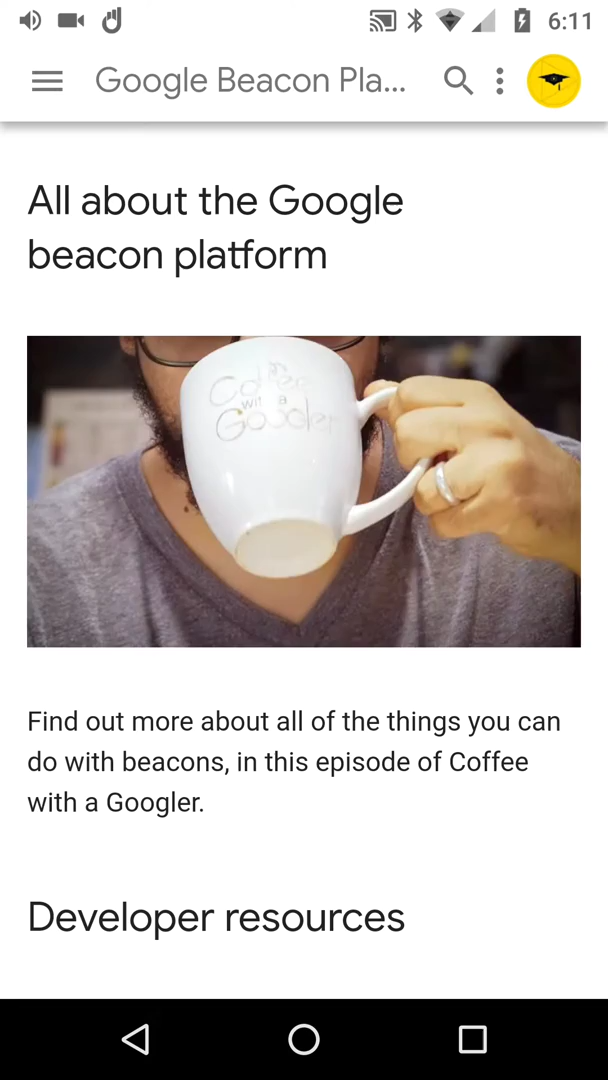 6:11
Google Beacon Pla...
All about the Google
beacon platform
Coffee
with a
Googler
Find out more about all of the things you can
do with beacons, in this episode of Coffee
with a Googler.
Developer resources